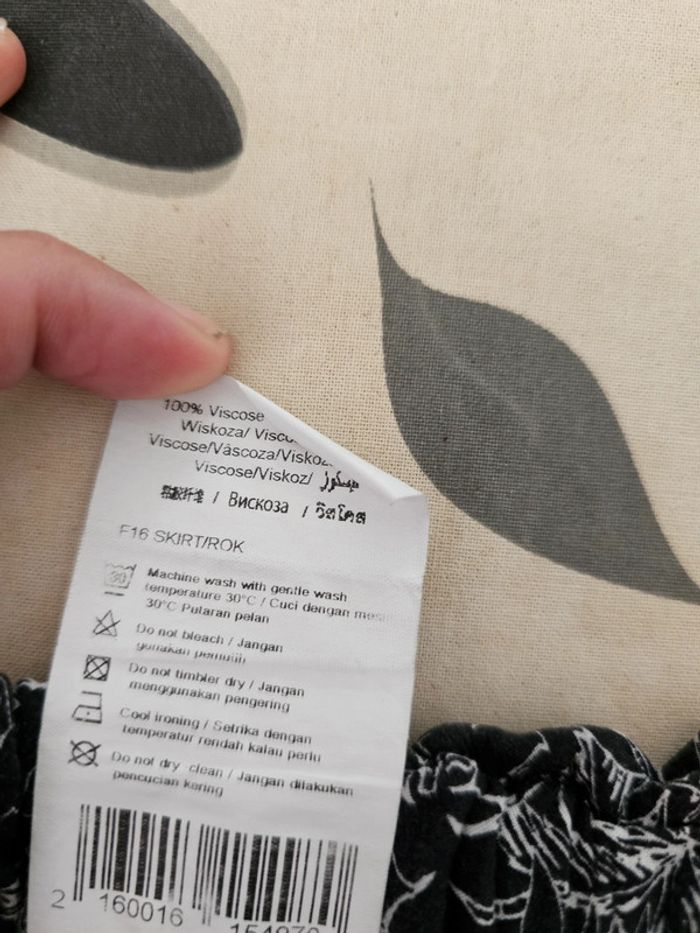 100% Viscose
Wiskoza/
Viscose/Vâscoza/Viskoz
Viscose/Viskoz/
/ Вискоза / วิสโคส
F16 SKIRT/ROK
30
Machine wash with gentle wash
temperature 30°C / Cuci dengan mesin
30°C Putaran pelan
Do not bleach / Jangan
gunakan pemutih
Do not timbler dry / Jangan
menggunakan pengering
Cool ironing / Setrika dengan
temperatur rendah kalau perlu
Do not dry clean / Jangan dilakukan
pencucian kering
2 160016